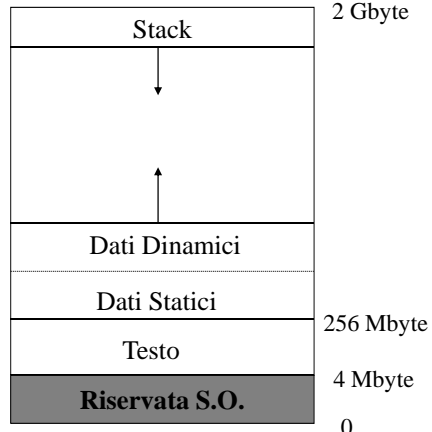 2 Gbyte
Stack
Dati Dinamici
Dati Statici
256 Mbyte
Testo
4 Mbyte
Riservata S.O.
0